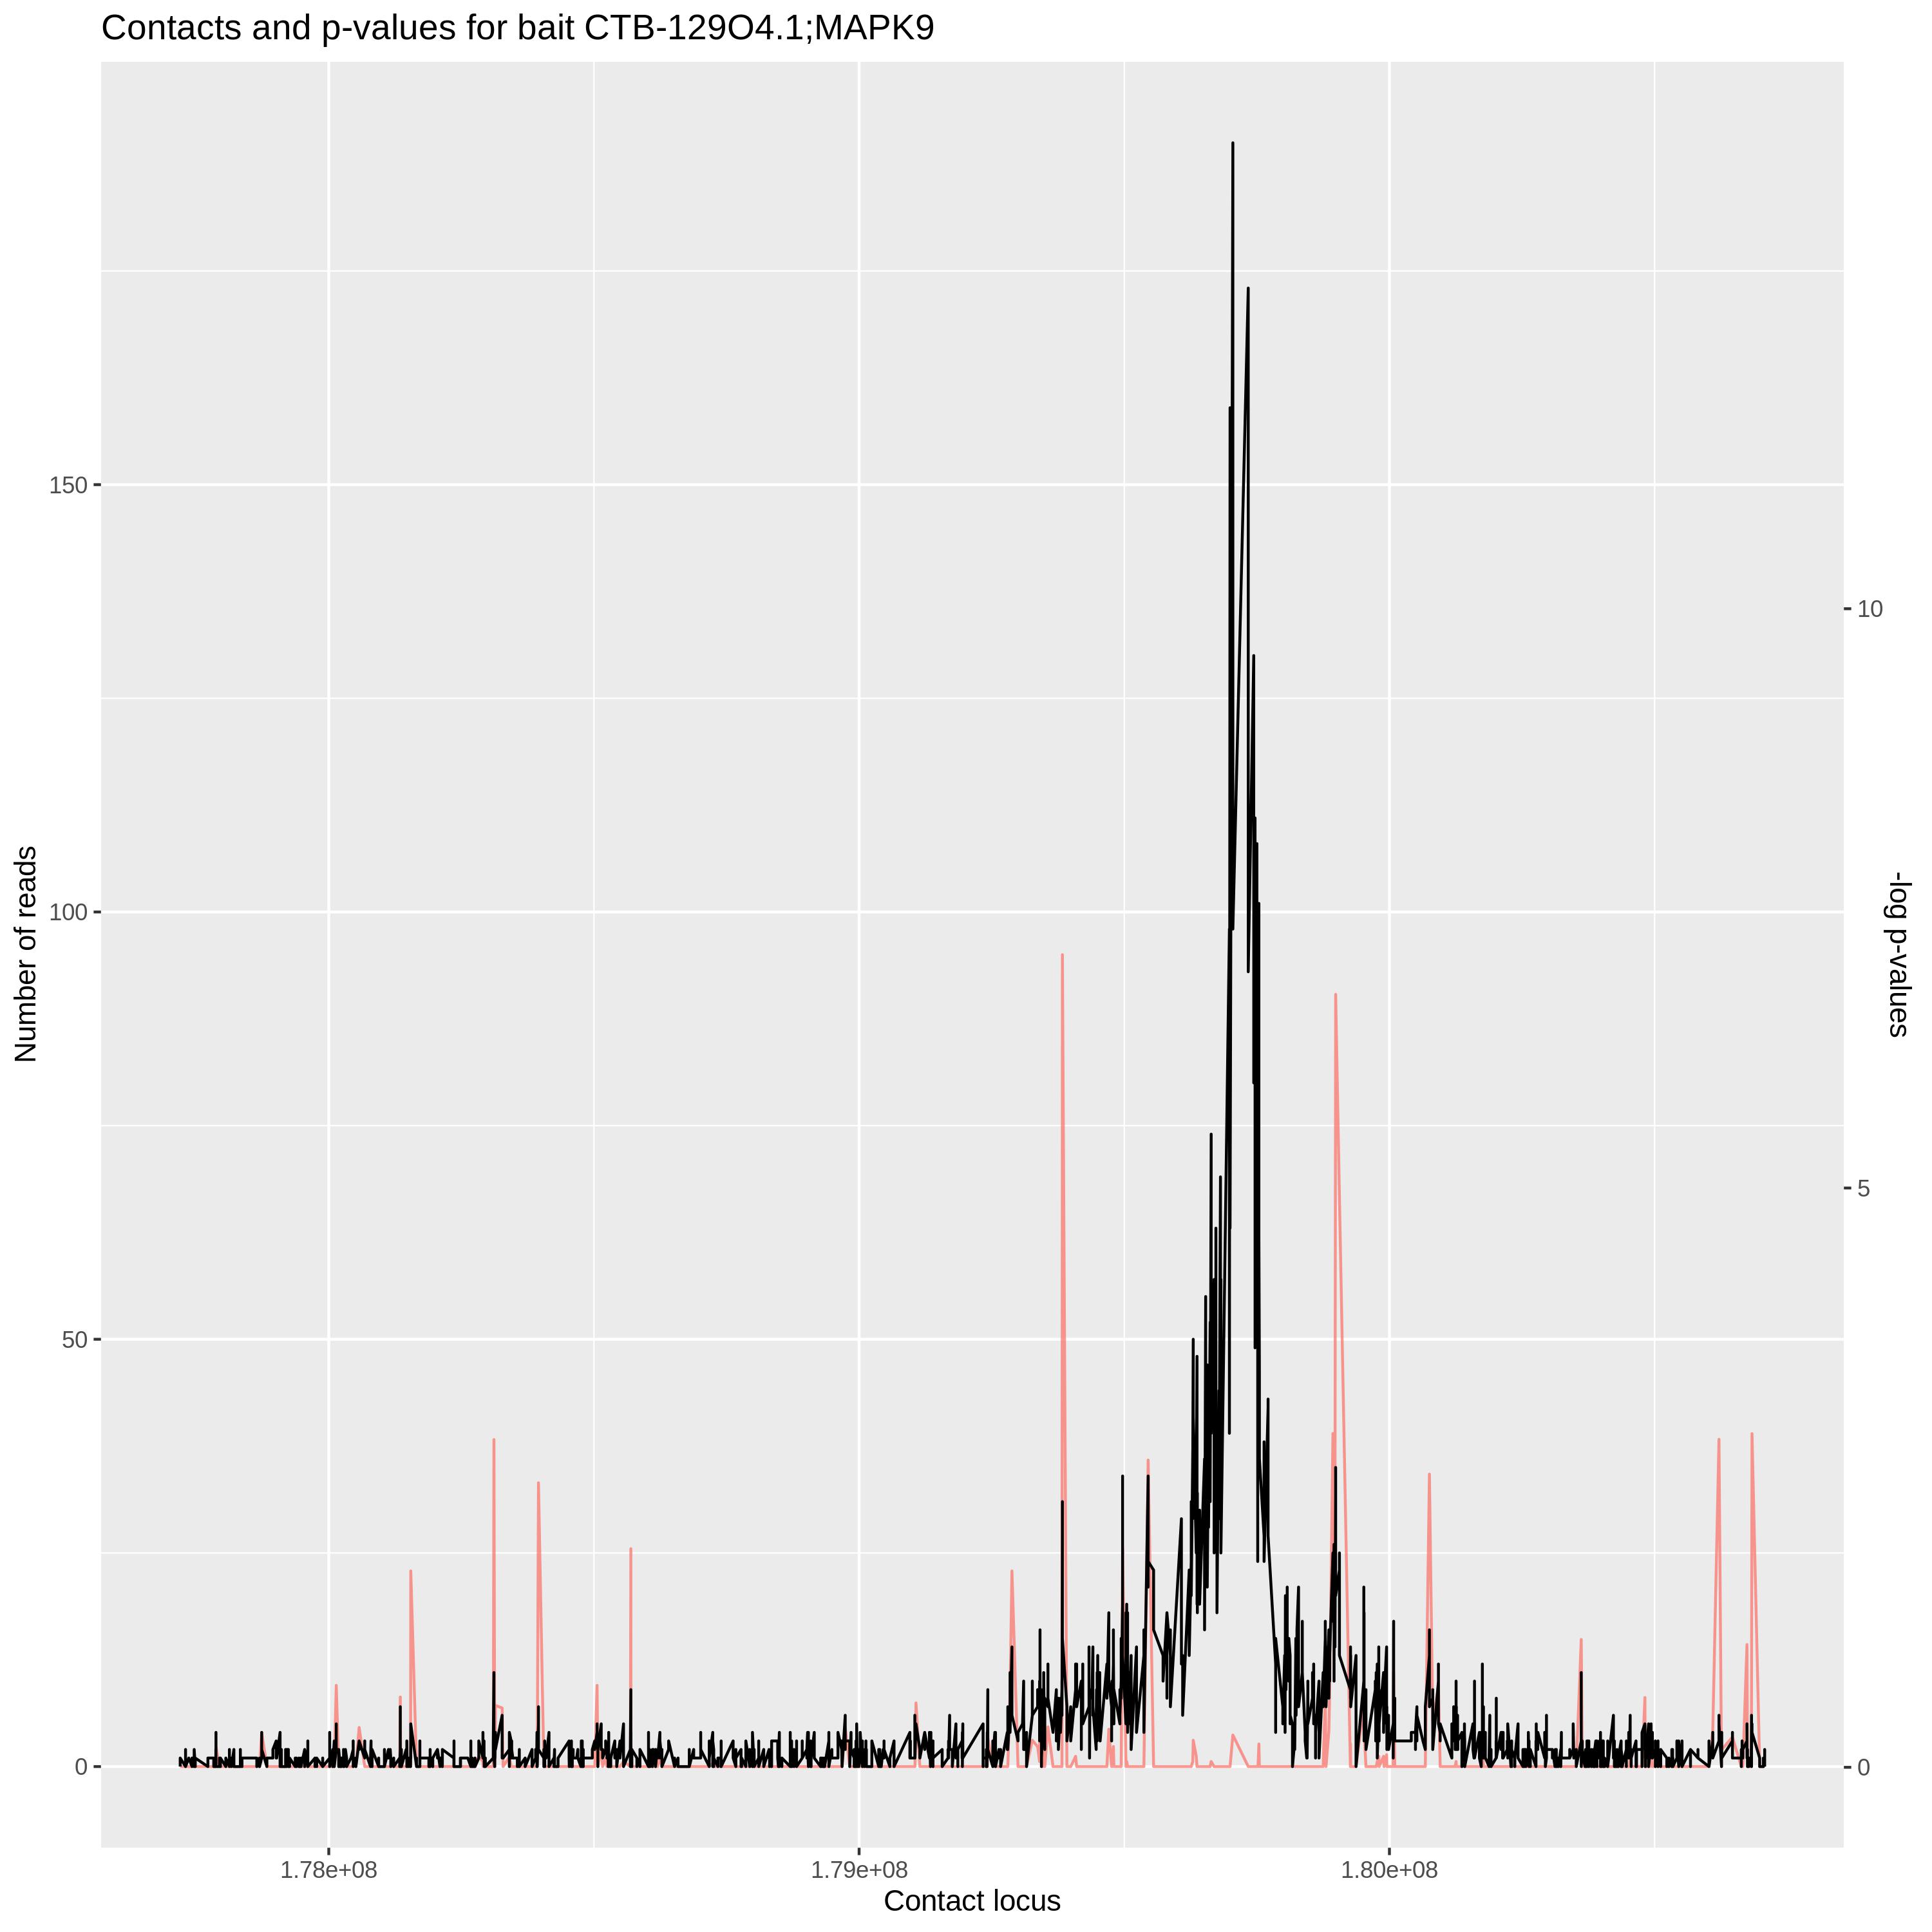 Contacts and p-values for bait CTB-129O4.1;MAPK9
150
100
50
0
Number of reads
10
5
0
-log p-values
1.78e+08
1.79e+08
1.80e+08
Contact locus